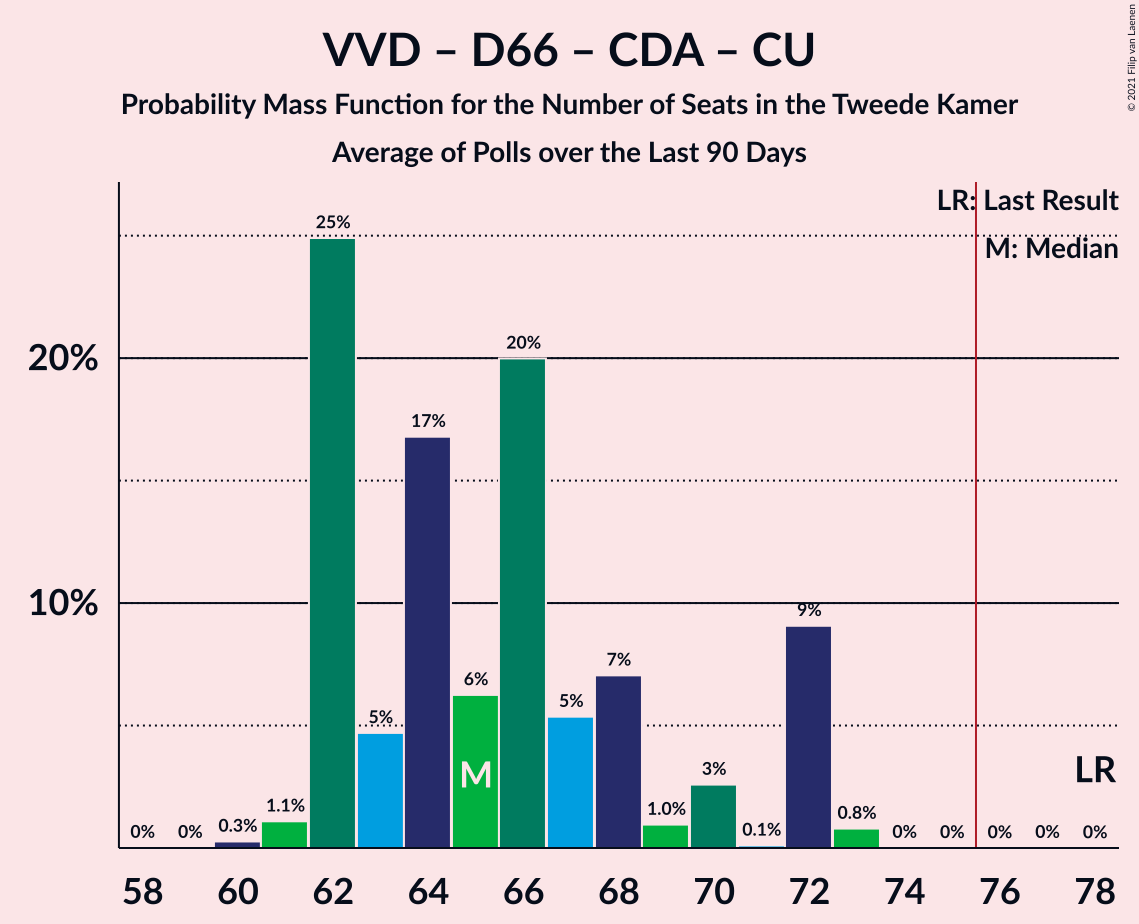 VVD – D66 – CDA – CU
Probability Mass Function for the Number of Seats in the Tweede Kamer
Average of Polls over the Last 90 Days
© 2021 Filip van Laenen
LR: Last Result
M: Median
20%
10%
0%
0%
0.3%
1.1%
25%
5%
17%
6%
20%
5%
7%
1.0%
3%
0.1%
9%
0.8%
0%
0%
0%
0%
0%
M
LR
58 60 62 64 66 68 70 72 74 76 78